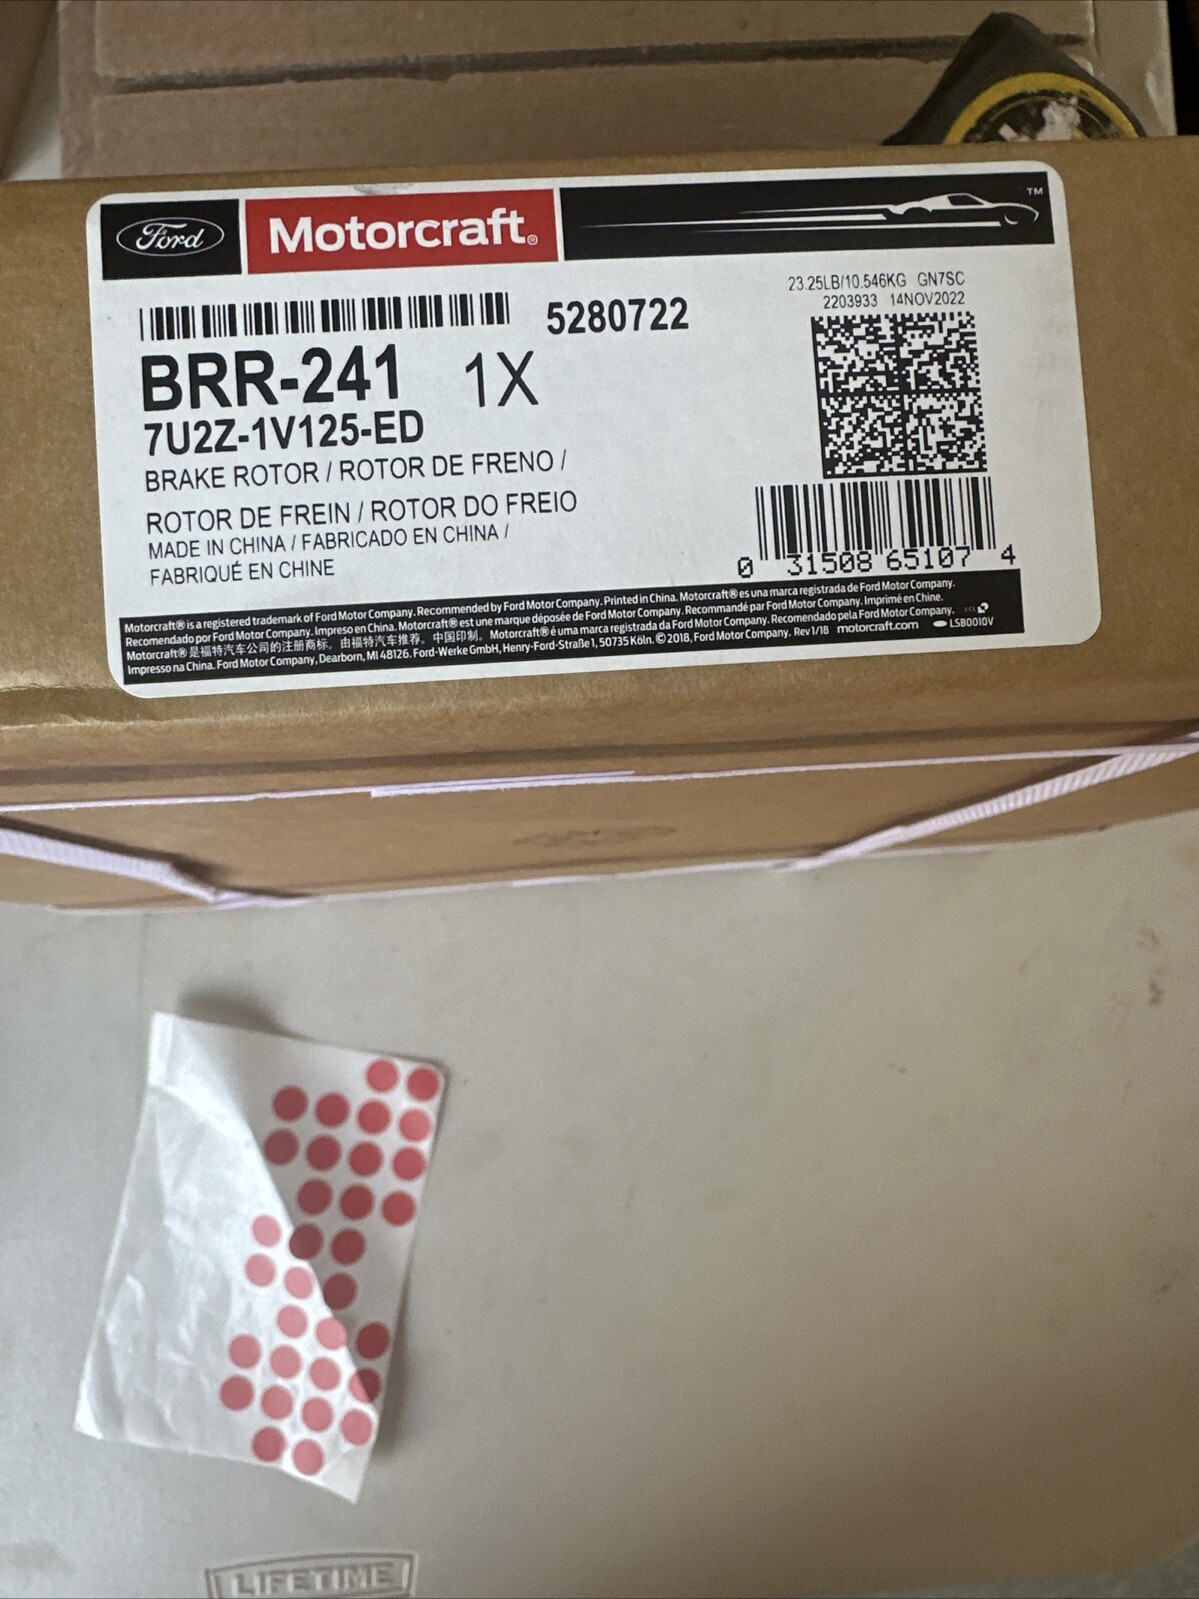 Ford
Motorcraft®
TM
23.25LB/10.546KG GN7SC
2203933 14NOV2022
5280722
BRR-241 1X
7U2Z-1V125-ED
BRAKE ROTOR / ROTOR DE FRENO /
ROTOR DE FREIN / ROTOR DO FREIO
MADE IN CHINA / FABRICADO EN CHINA /
FABRIQUÉ EN CHINE
0 31508 65107 4
Motorcraft® is a registered trademark of Ford Motor Company. Recommended by Ford Motor Company. Printed in China. Motorcraft® es una marca registrada de Ford Motor Company.
Recomendado por Ford Motor Company. Impreso en China. Motorcraft® est une marque déposée de Ford Motor Company. Recommandé par Ford Motor Company. Imprimé en Chine.
Motorcraft® 是福特汽车公司的注册商标。由福特汽车推荐。中国印制。 Motorcraft® é uma marca registrada da Ford Motor Company. Recomendado pela Ford Motor Company.
Impresso na China. Ford Motor Company, Dearborn, MI 48126. Ford-Werke GmbH, Henry-Ford-Straße 1, 50735 Köln. © 2018, Ford Motor Company. Rev 1/18 motorcraft.com LSB0010V
LIFETIME